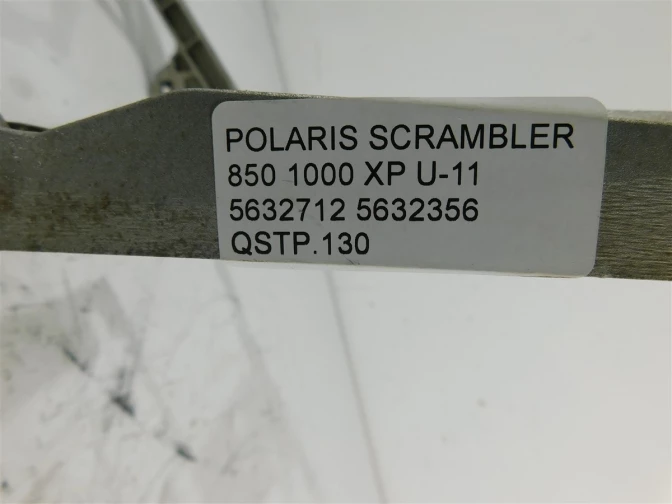 POLARIS SCRAMBLER
850 1000 XP U-11
5632712 5632356
QSTP.130